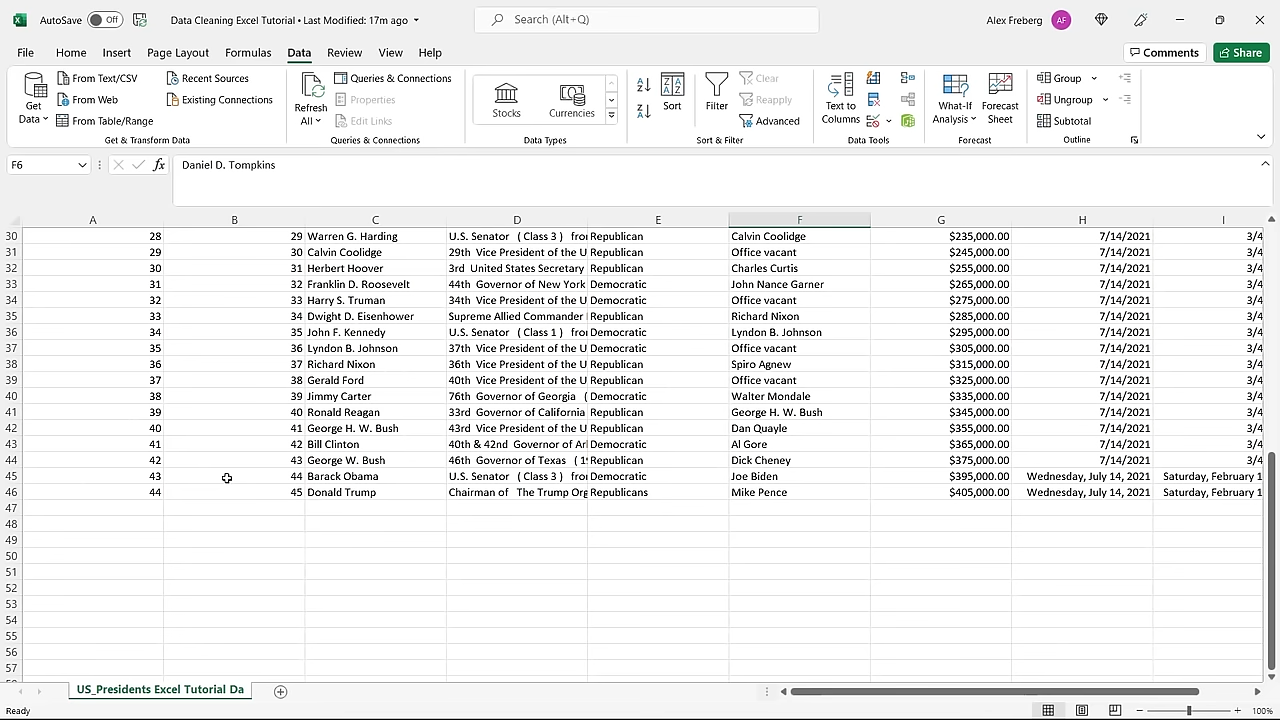 AutoSave Off Data Cleaning Excel Tutorial • Last Modified: 17m ago Search (Alt+Q) Alex Freberg AF
File Home Insert Page Layout Formulas Data Review View Help Comments Share
Get Data From Text/CSV Recent Sources
From Web Existing Connections
From Table/Range
Get & Transform Data
Refresh All Queries & Connections
Properties
Edit Links
Queries & Connections
Stocks Currencies
Data Types
Sort Filter Clear
Reapply
Advanced
Sort & Filter
Text to Columns
Data Tools
What-If Analysis Forecast Sheet
Forecast
Group
Ungroup
Subtotal
Outline
F6 fx Daniel D. Tompkins
A B C D E F G H I
30 28 29 Warren G. Harding U.S. Senator ( Class 3 ) fro Republican Calvin Coolidge $235,000.00 7/14/2021 3/4
31 29 30 Calvin Coolidge 29th Vice President of the U Republican Office vacant $245,000.00 7/14/2021 3/4
32 30 31 Herbert Hoover 3rd United States Secretary Republican Charles Curtis $255,000.00 7/14/2021 3/4
33 31 32 Franklin D. Roosevelt 44th Governor of New York Democratic John Nance Garner $265,000.00 7/14/2021 3/4
34 32 33 Harry S. Truman 34th Vice President of the U Democratic Office vacant $275,000.00 7/14/2021 3/4
35 33 34 Dwight D. Eisenhower Supreme Allied Commander Republican Richard Nixon $285,000.00 7/14/2021 3/4
36 34 35 John F. Kennedy U.S. Senator ( Class 1 ) fro Democratic Lyndon B. Johnson $295,000.00 7/14/2021 3/4
37 35 36 Lyndon B. Johnson 37th Vice President of the U Democratic Office vacant $305,000.00 7/14/2021 3/4
38 36 37 Richard Nixon 36th Vice President of the U Republican Spiro Agnew $315,000.00 7/14/2021 3/4
39 37 38 Gerald Ford 40th Vice President of the U Republican Office vacant $325,000.00 7/14/2021 3/4
40 38 39 Jimmy Carter 76th Governor of Georgia ( Democratic Walter Mondale $335,000.00 7/14/2021 3/4
41 39 40 Ronald Reagan 33rd Governor of California Republican George H. W. Bush $345,000.00 7/14/2021 3/4
42 40 41 George H. W. Bush 43rd Vice President of the U Republican Dan Quayle $355,000.00 7/14/2021 3/4
43 41 42 Bill Clinton 40th & 42nd Governor of Ar Democratic Al Gore $365,000.00 7/14/2021 3/4
44 42 43 George W. Bush 46th Governor of Texas ( 1 Republican Dick Cheney $375,000.00 7/14/2021 3/4
45 43 44 Barack Obama U.S. Senator ( Class 3 ) fro Democratic Joe Biden $395,000.00 Wednesday, July 14, 2021 Saturday, February 1
46 44 45 Donald Trump Chairman of The Trump Org Republicans Mike Pence $405,000.00 Wednesday, July 14, 2021 Saturday, February 1
47
48
49
50
51
52
53
54
55
56
57
US_Presidents Excel Tutorial Da
Ready 100%